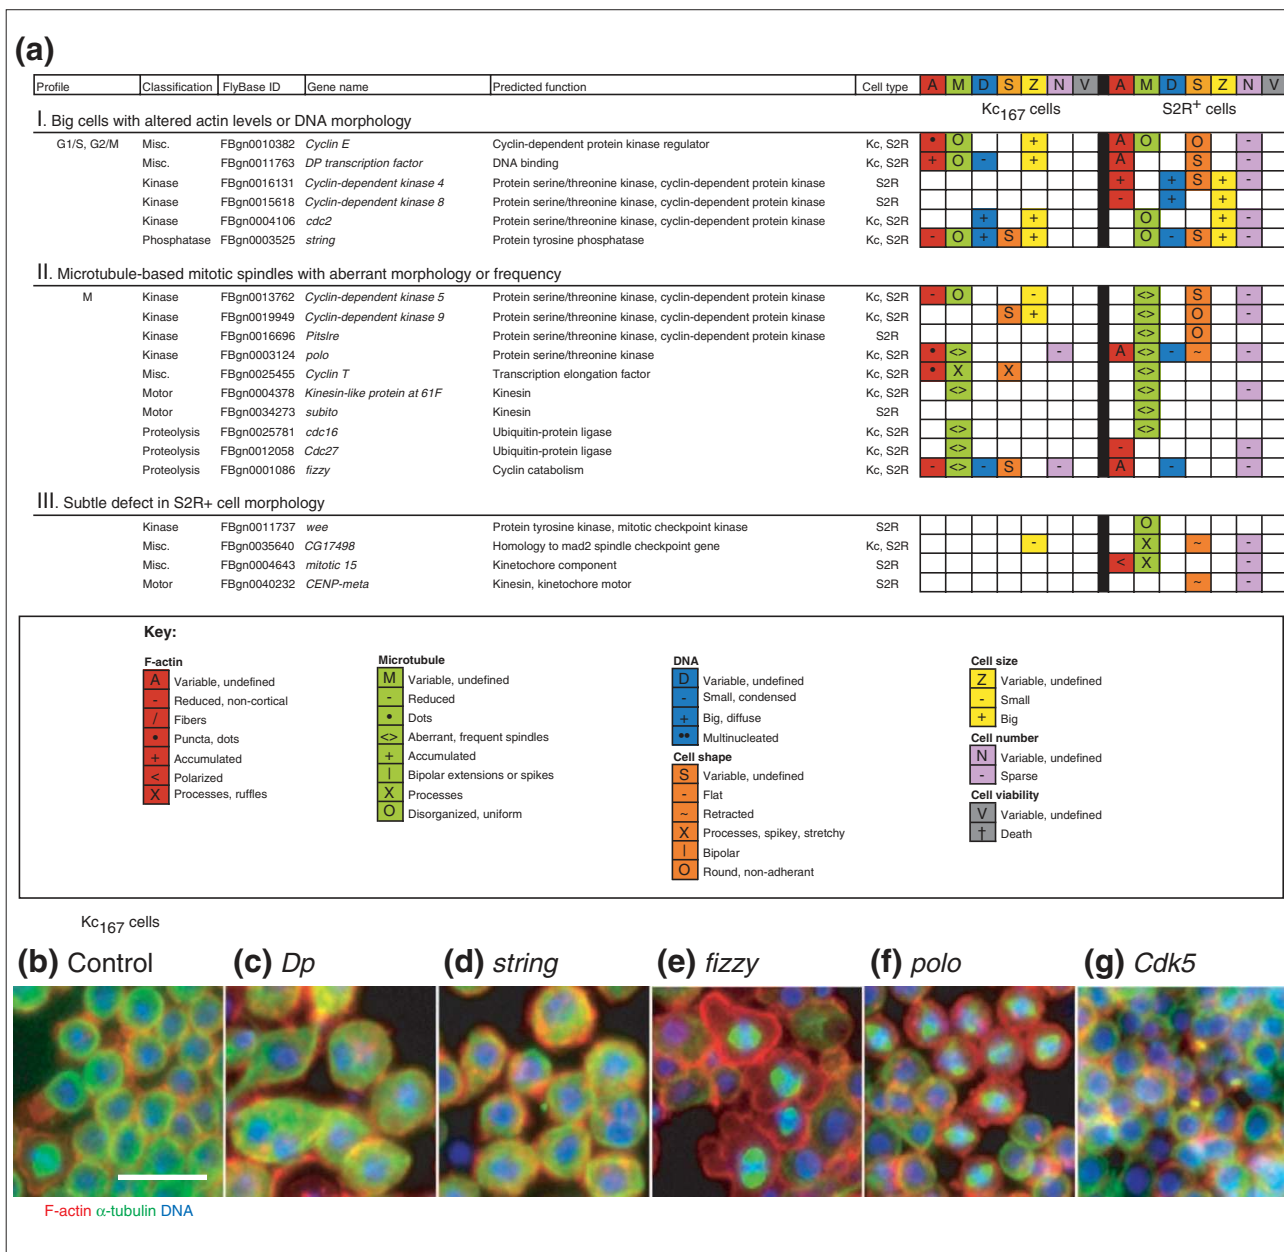 (a)
Profile Classification FlyBase ID Gene name Predicted function Cell type A M D S Z N V A M D S Z N V
Kc167 cells S2R+ cells
I. Big cells with altered actin levels or DNA morphology
G1/S, G2/M Misc. FBgn0010382 Cyclin E Cyclin-dependent protein kinase regulator Kc, S2R • O + A O O -
Misc. FBgn0011763 DP transcription factor DNA binding Kc, S2R + O - + A S -
Kinase FBgn0016131 Cyclin-dependent kinase 4 Protein serine/threonine kinase, cyclin-dependent protein kinase S2R + + S + -
Kinase FBgn0015618 Cyclin-dependent kinase 8 Protein serine/threonine kinase, cyclin-dependent protein kinase S2R - + +
Kinase FBgn0004106 cdc2 Protein serine/threonine kinase, cyclin-dependent protein kinase Kc, S2R + + O + -
Phosphatase FBgn0003525 string Protein tyrosine phosphatase Kc, S2R - O + S + O - S + -
II. Microtubule-based mitotic spindles with aberrant morphology or frequency
M Kinase FBgn0013762 Cyclin-dependent kinase 5 Protein serine/threonine kinase, cyclin-dependent protein kinase Kc, S2R - O - <> S -
Kinase FBgn0019949 Cyclin-dependent kinase 9 Protein serine/threonine kinase, cyclin-dependent protein kinase Kc, S2R S + <> O -
Kinase FBgn0016696 Pitslre Protein serine/threonine kinase, cyclin-dependent protein kinase S2R <> O
Kinase FBgn0003124 polo Protein serine/threonine kinase Kc, S2R • <> - A <> - ~ -
Misc. FBgn0025455 Cyclin T Transcription elongation factor Kc, S2R • X X <>
Motor FBgn0004378 Kinesin-like protein at 61F Kinesin Kc, S2R <> <> -
Motor FBgn0034273 subito Kinesin S2R <>
Proteolysis FBgn0025781 cdc16 Ubiquitin-protein ligase Kc, S2R <> <>
Proteolysis FBgn0012058 Cdc27 Ubiquitin-protein ligase Kc, S2R <> - -
Proteolysis FBgn0001086 fizzy Cyclin catabolism Kc, S2R - <> - S - A - -
III. Subtle defect in S2R+ cell morphology
Kinase FBgn0011737 wee Protein tyrosine kinase, mitotic checkpoint kinase S2R O
Misc. FBgn0035640 CG17498 Homology to mad2 spindle checkpoint gene Kc, S2R - X ~ -
Misc. FBgn0004643 mitotic 15 Kinetochore component S2R < X -
Motor FBgn0040232 CENP-meta Kinesin, kinetochore motor S2R ~ -
Key:
F-actin
A Variable, undefined
- Reduced, non-cortical
/ Fibers
• Puncta, dots
+ Accumulated
< Polarized
X Processes, ruffles
Microtubule
M Variable, undefined
- Reduced
• Dots
<> Aberrant, frequent spindles
+ Accumulated
| Bipolar extensions or spikes
X Processes
O Disorganized, uniform
DNA
D Variable, undefined
- Small, condensed
+ Big, diffuse
•• Multinucleated
Cell shape
S Variable, undefined
- Flat
~ Retracted
X Processes, spikey, stretchy
| Bipolar
O Round, non-adherant
Cell size
Z Variable, undefined
- Small
+ Big
Cell number
N Variable, undefined
- Sparse
Cell viability
V Variable, undefined
† Death
Kc167 cells
(b) Control (c) Dp (d) string (e) fizzy (f) polo (g) Cdk5
F-actin α-tubulin DNA